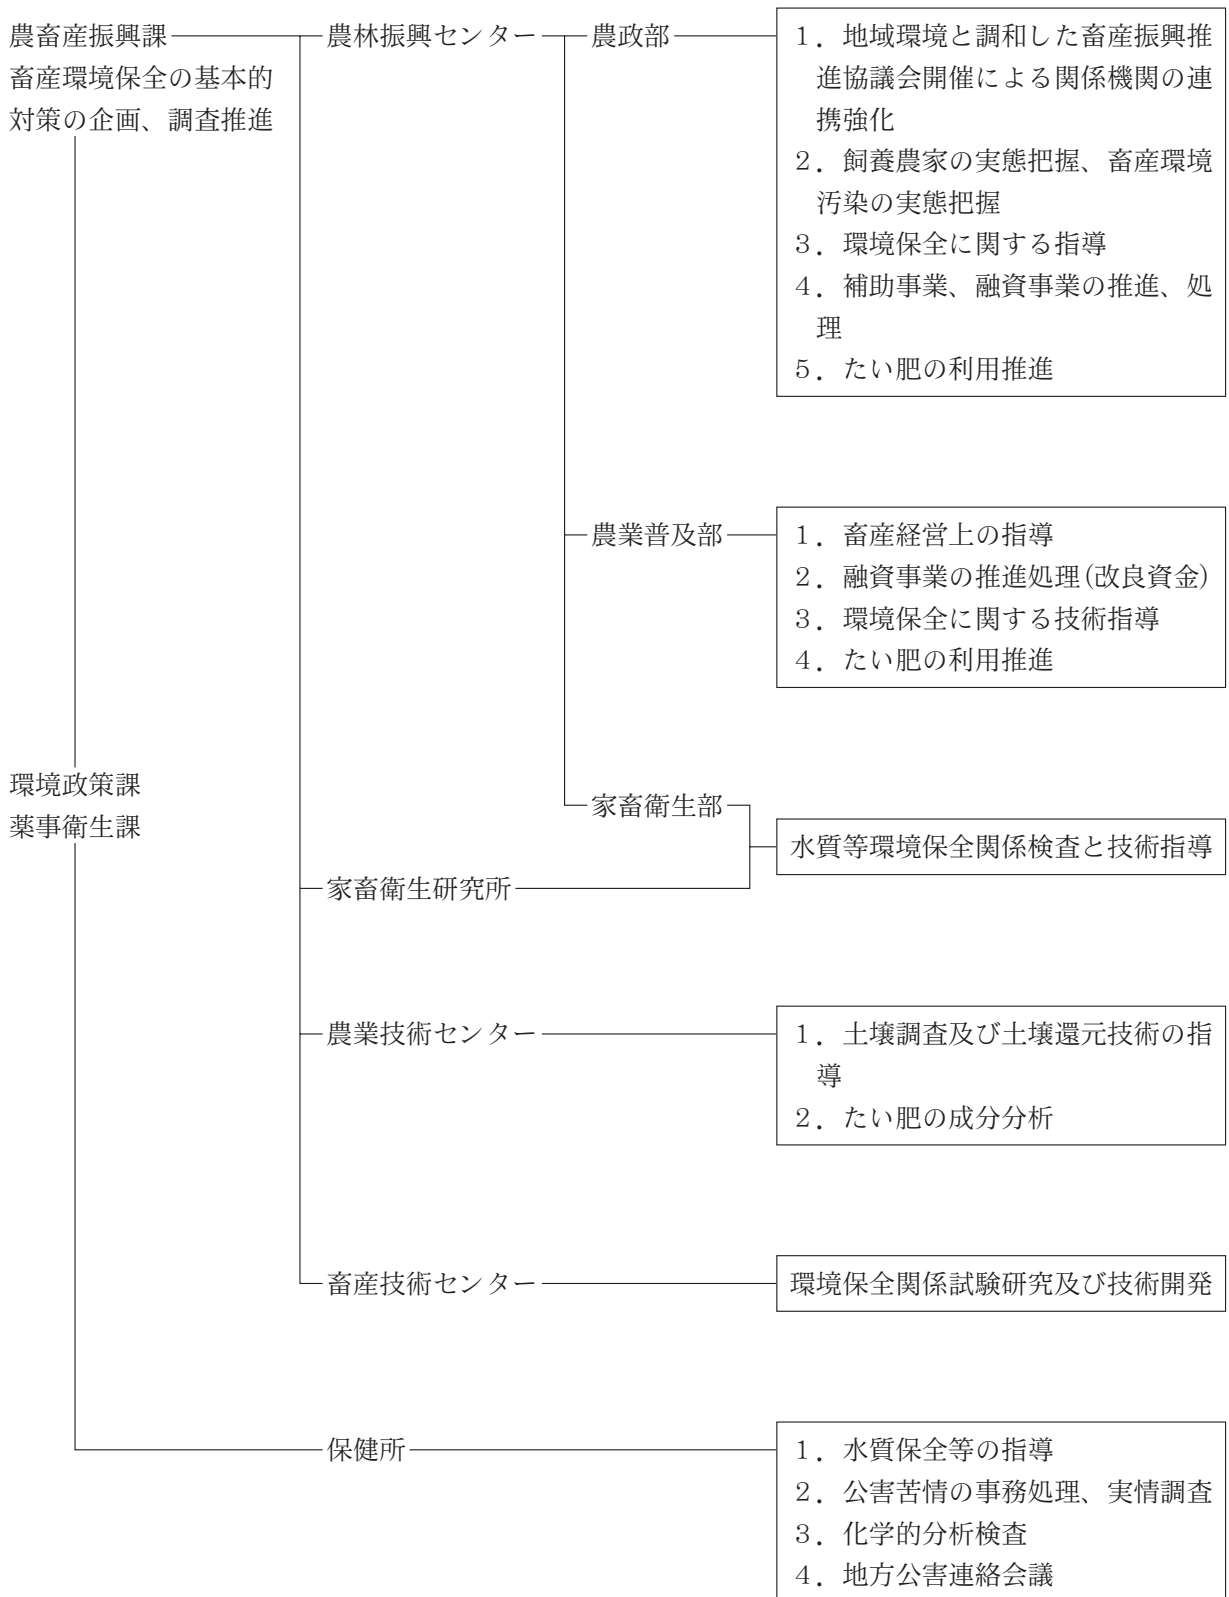 農畜産振興課
畜産環境保全の基本的
対策の企画、調査推進
農林振興センター
農政部
１．地域環境と調和した畜産振興推
進協議会開催による関係機関の連
携強化
２．飼養農家の実態把握、畜産環境
汚染の実態把握
３．環境保全に関する指導
４．補助事業、融資事業の推進、処
理
５．たい肥の利用推進
農業普及部
１．畜産経営上の指導
２．融資事業の推進処理(改良資金)
３．環境保全に関する技術指導
４．たい肥の利用推進
環境政策課
薬事衛生課
家畜衛生部
水質等環境保全関係検査と技術指導
家畜衛生研究所
農業技術センター
１．土壌調査及び土壌還元技術の指
導
２．たい肥の成分分析
畜産技術センター
環境保全関係試験研究及び技術開発
保健所
１．水質保全等の指導
２．公害苦情の事務処理、実情調査
３．化学的分析検査
４．地方公害連絡会議